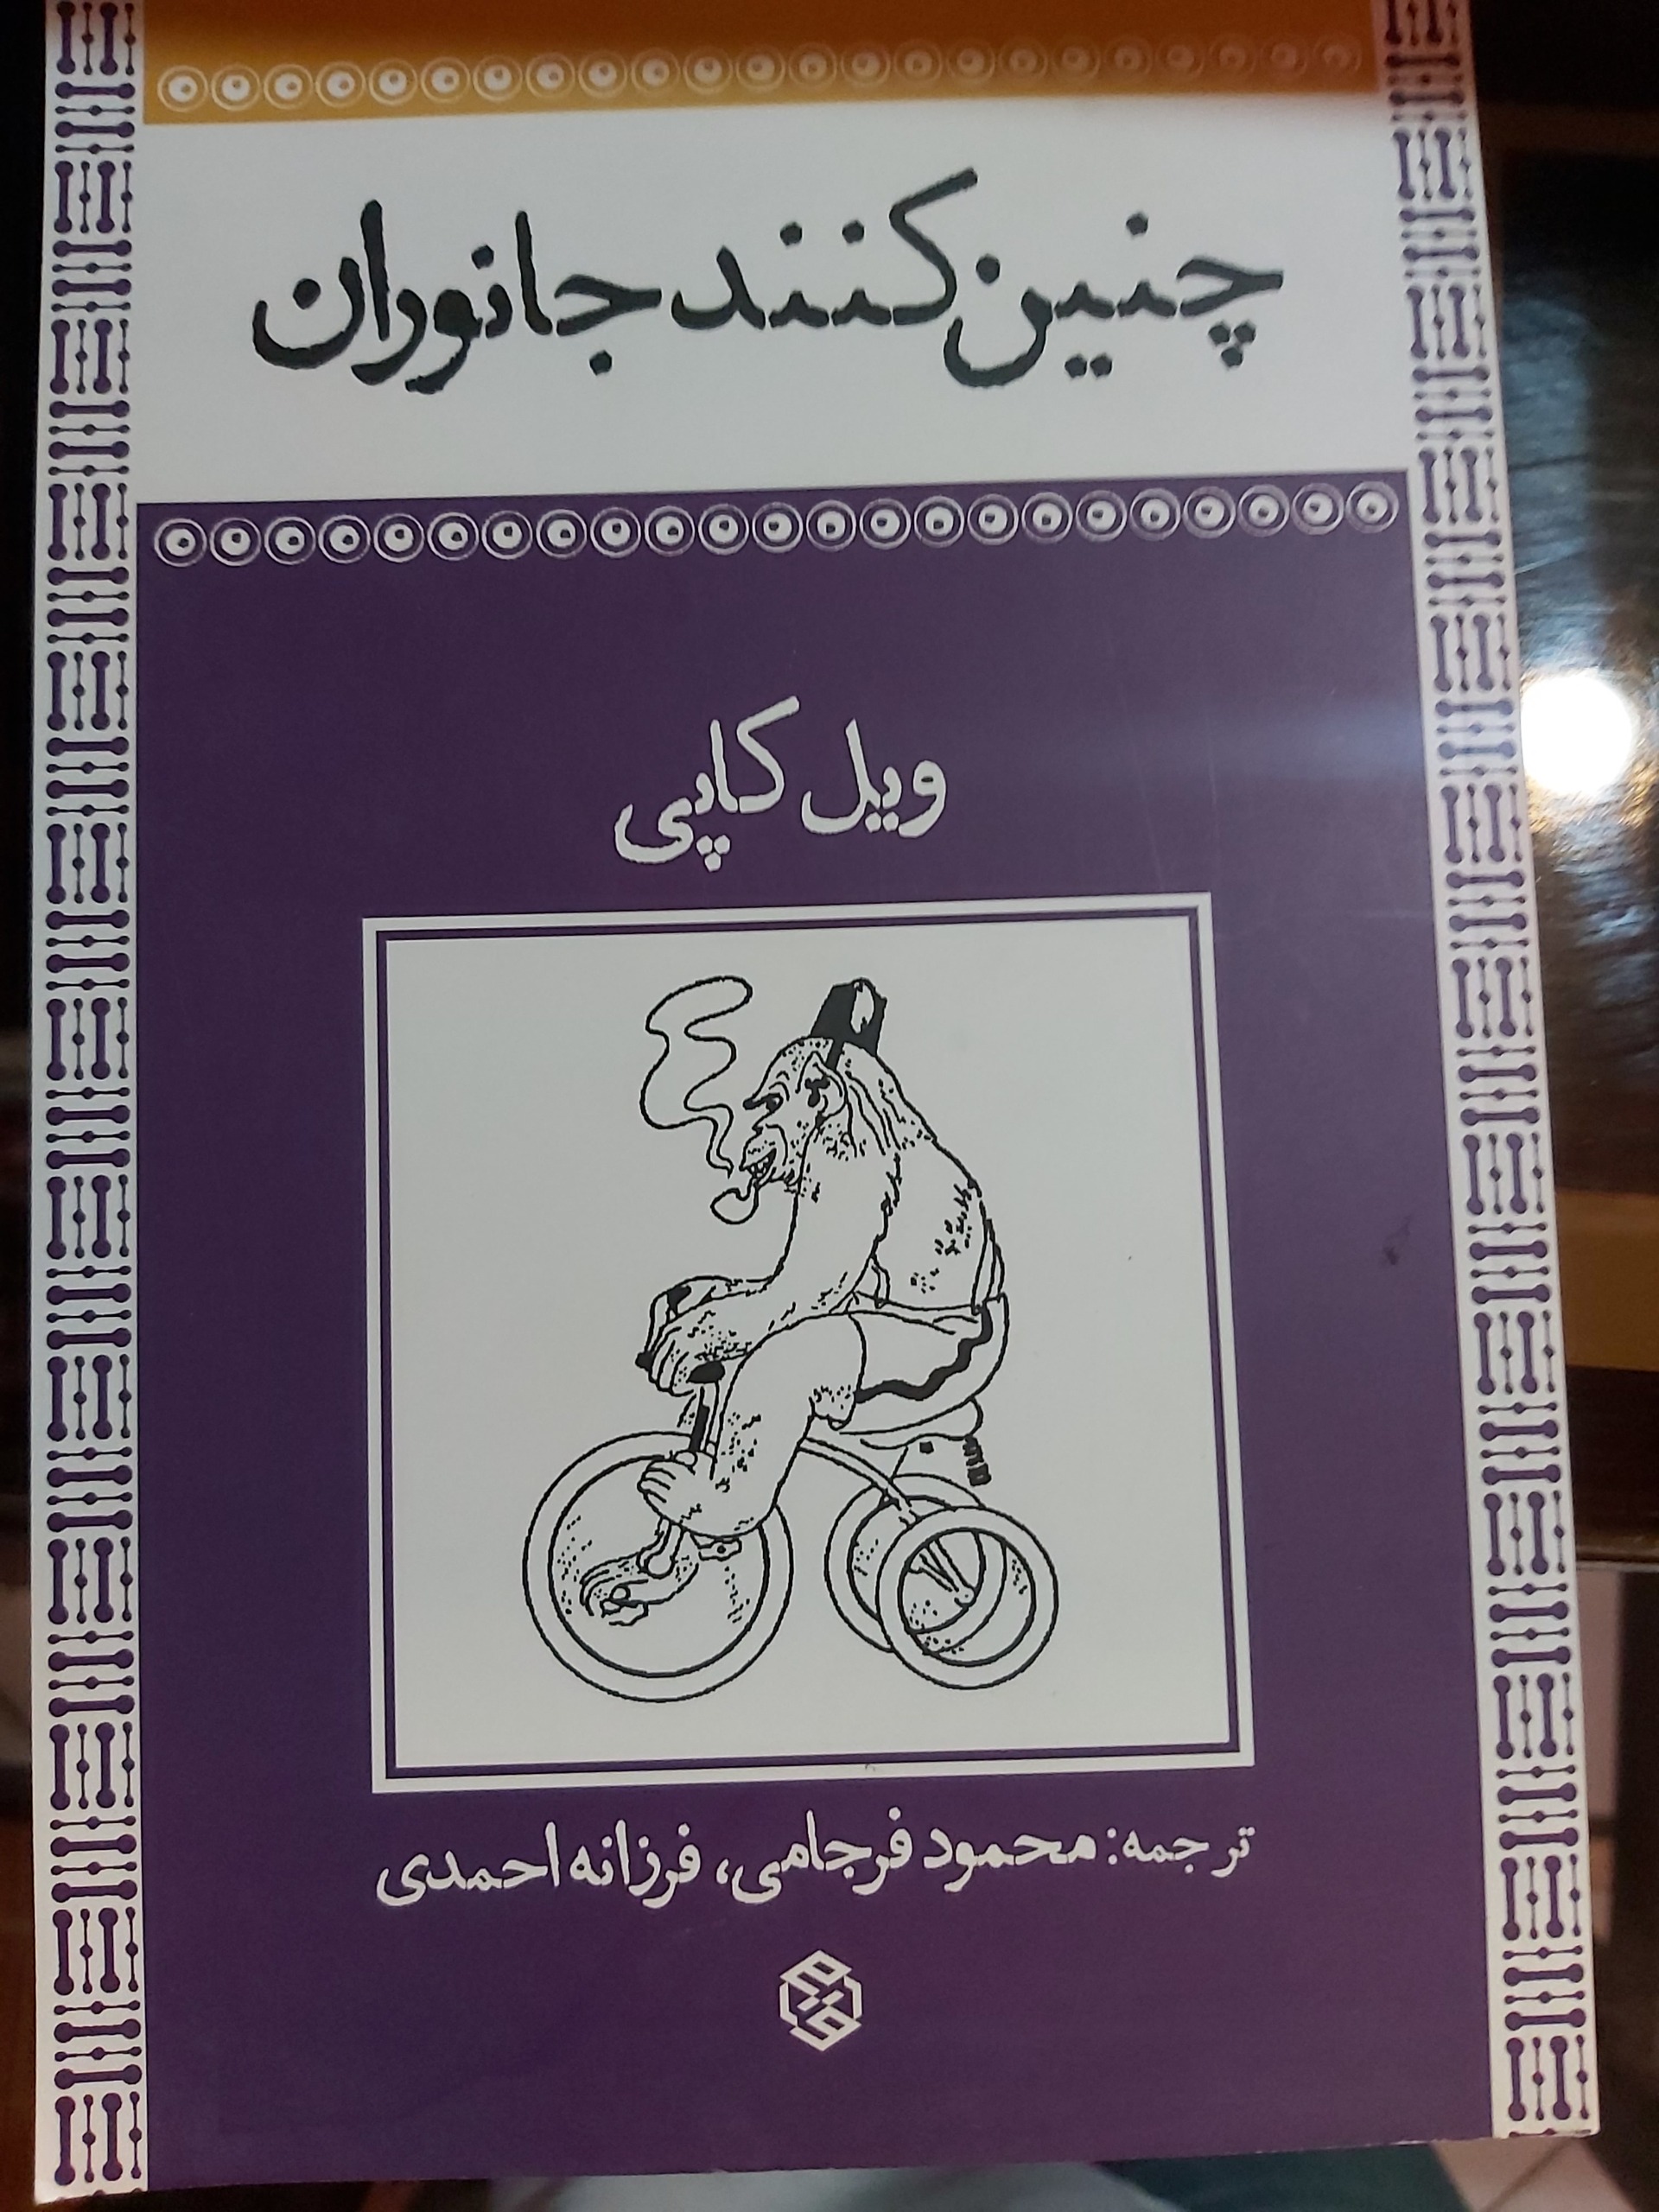 چنین کنند جانوران
ویل کاپی
ترجمه: محمود فرجامی، فرزانه احمدی